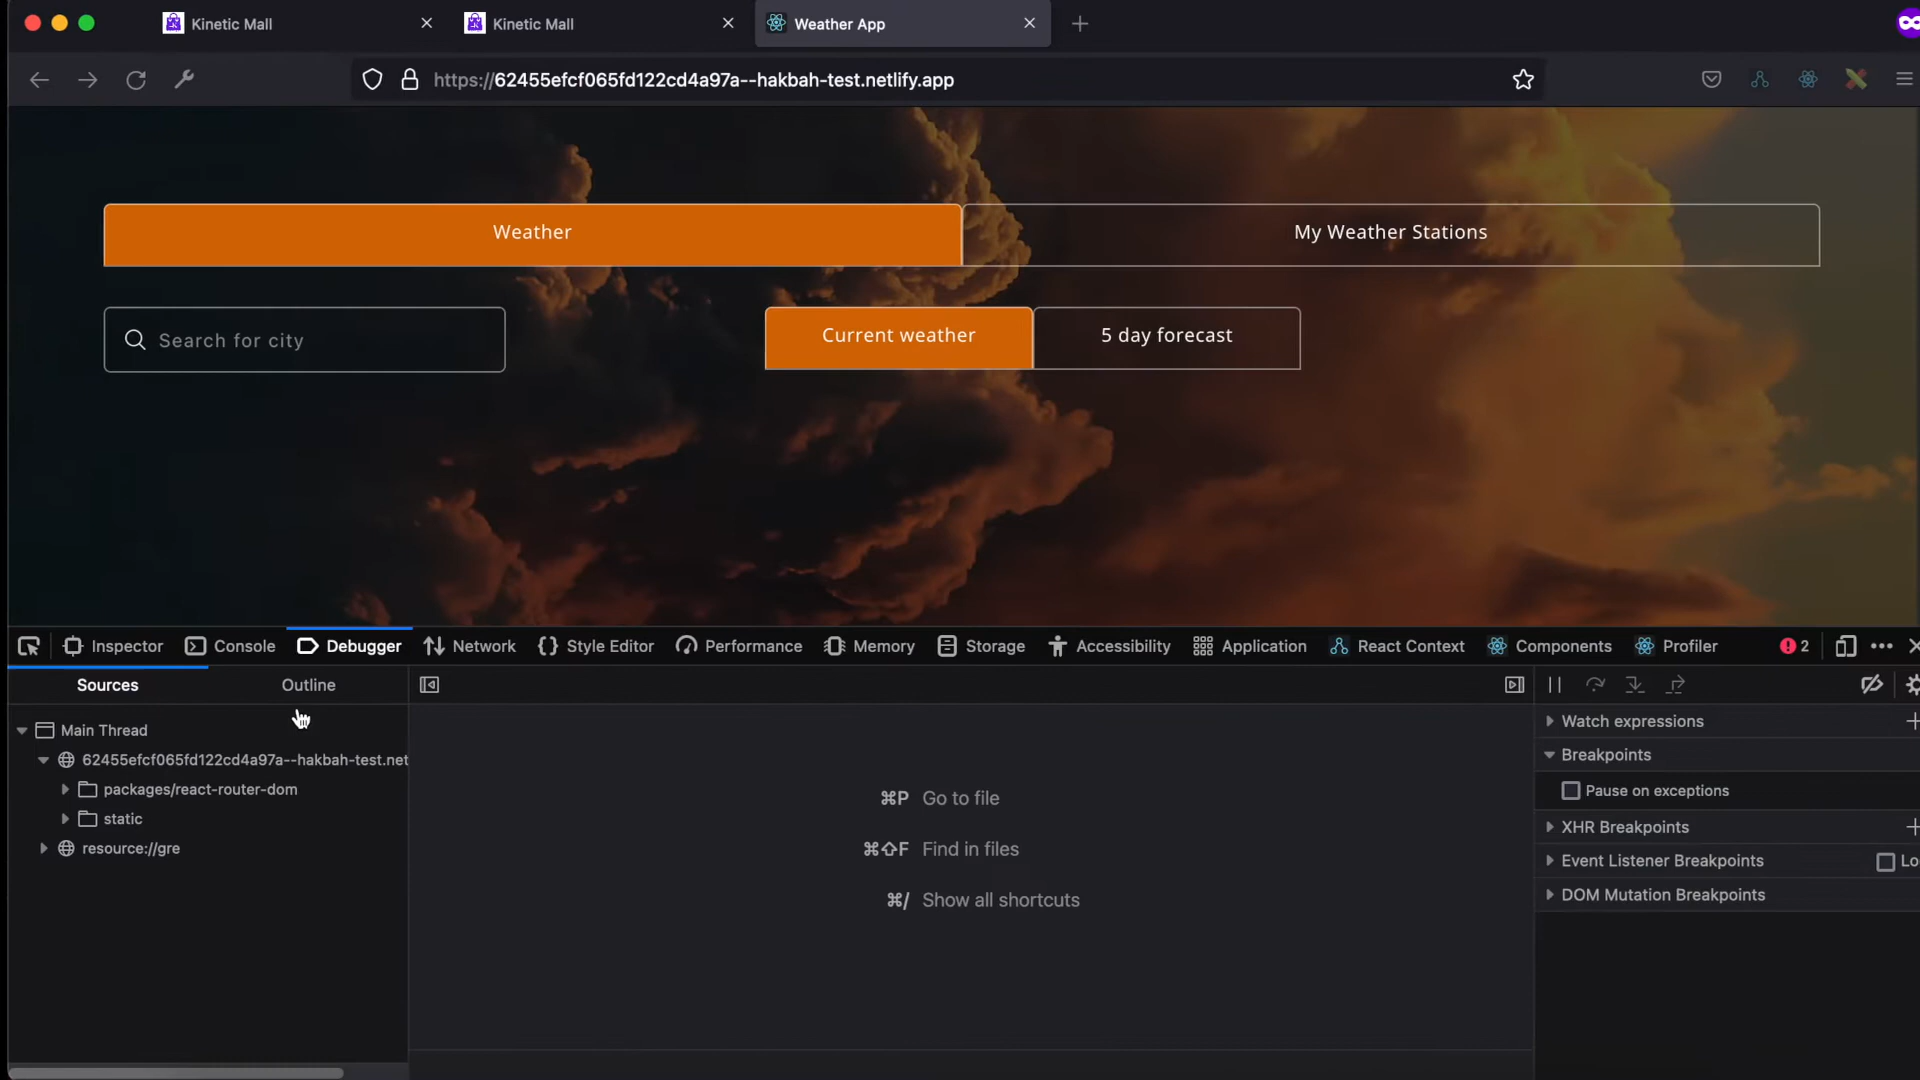 Kinetic Mall
Kinetic Mall
Weather App
https://62455efcf065fd122cd4a97a--hakbah-test.netlify.app
Weather
My Weather Stations
Search for city
Current weather
5 day forecast
Inspector
Console
Debugger
Network
Style Editor
Performance
Memory
Storage
Accessibility
Application
React Context
Components
Profiler
2
Sources
Outline
Main Thread
62455efcf065fd122cd4a97a--hakbah-test.net
packages/react-router-dom
static
resource://gre
⌘P Go to file
⌘⇧F Find in files
⌘/ Show all shortcuts
Watch expressions
Breakpoints
Pause on exceptions
XHR Breakpoints
Event Listener Breakpoints
Lo
DOM Mutation Breakpoints